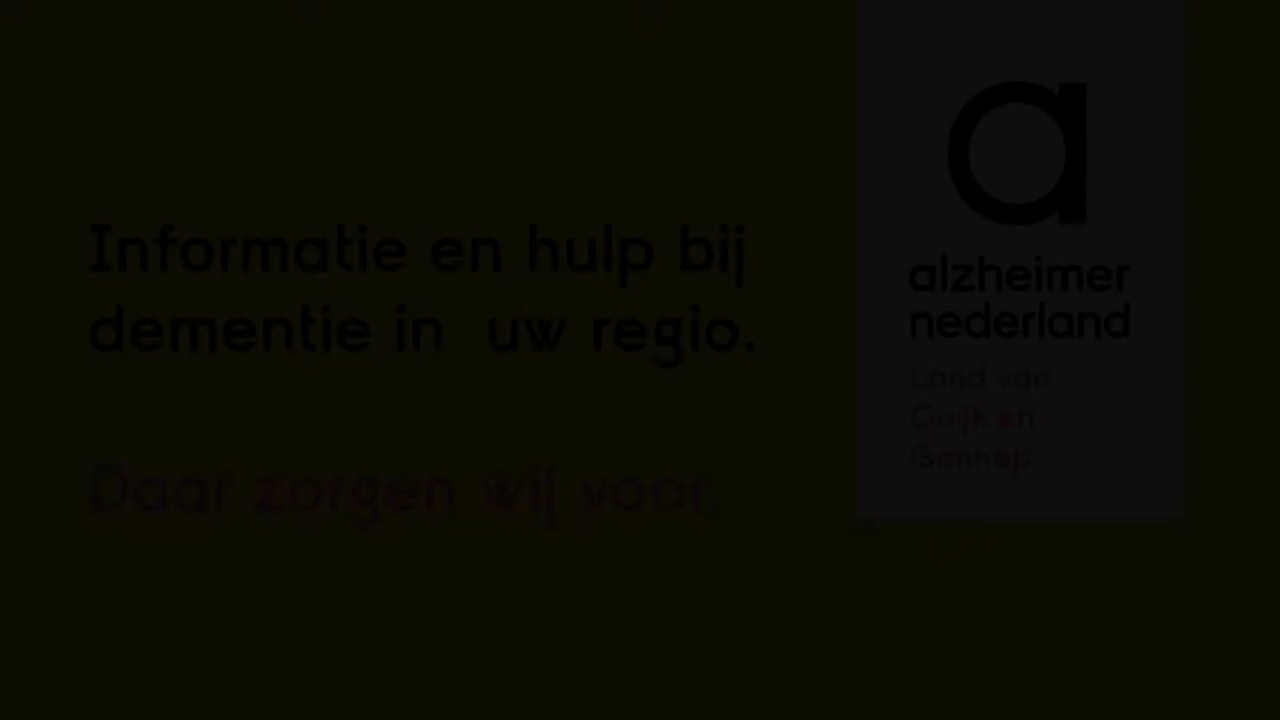 Informatie en hulp bij
dementie in uw regio.
Daar zorgen wij voor.
a
alzheimer
nederland
Land van
Cuijk en
Gennep